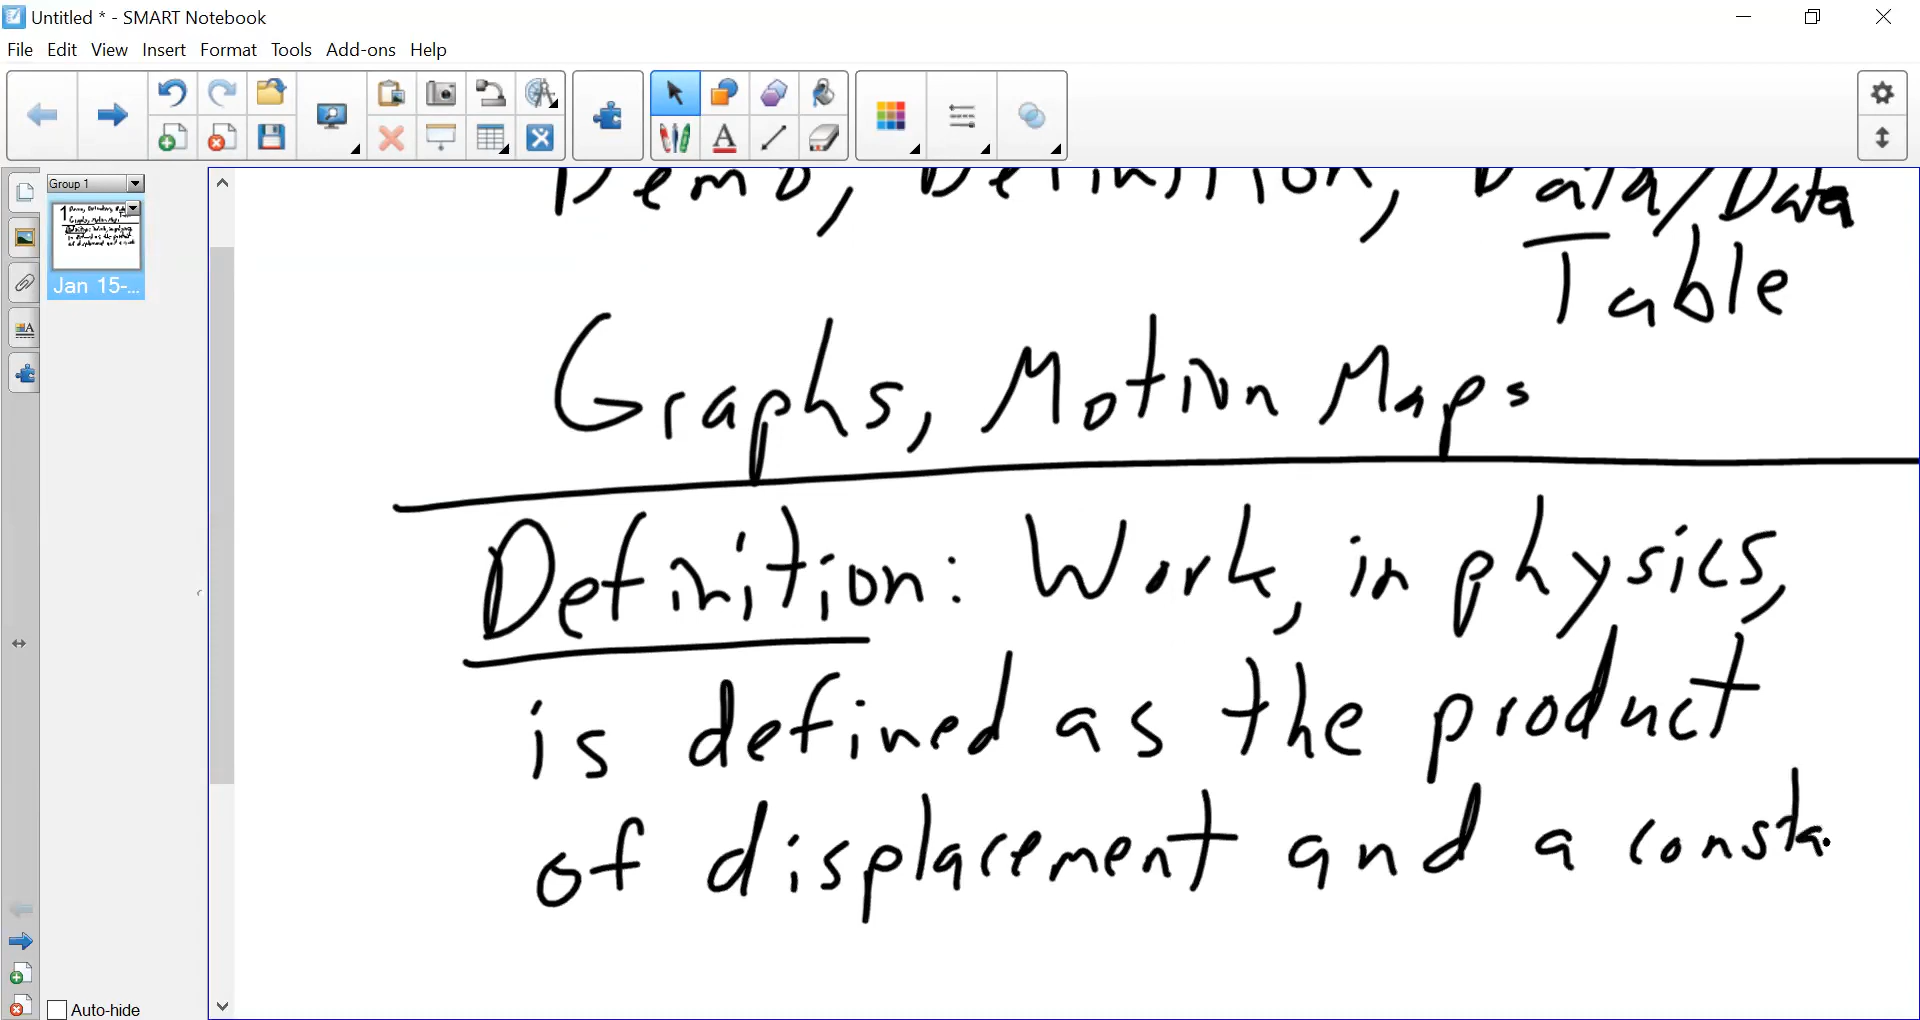 Untitled * - SMART Notebook
File Edit View Insert Format Tools Add-ons Help
Group 1
Demo, Definition, Data/Data
Table
1
Jan 15-...
Graphs, Motion Maps
Definition: Work, in physics,
is defined as the product
of displacement and a consta
Auto-hide